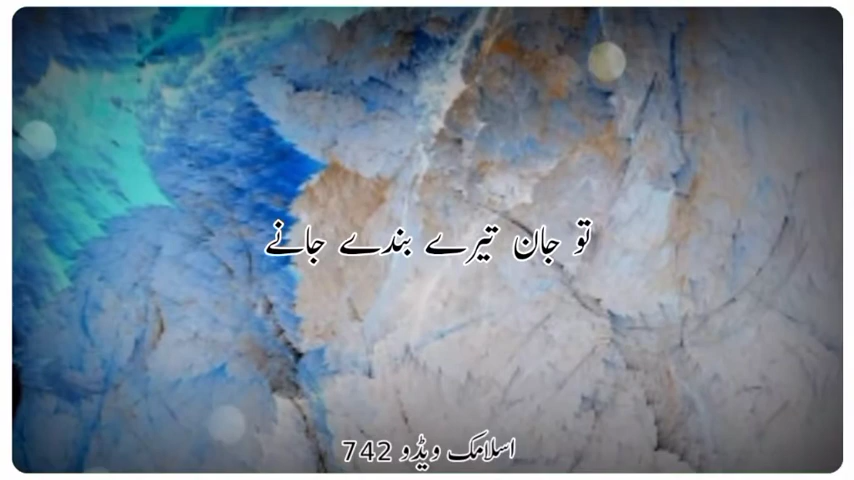 تو جان تیرے بندے جانے
اسلامک ویڈو 742